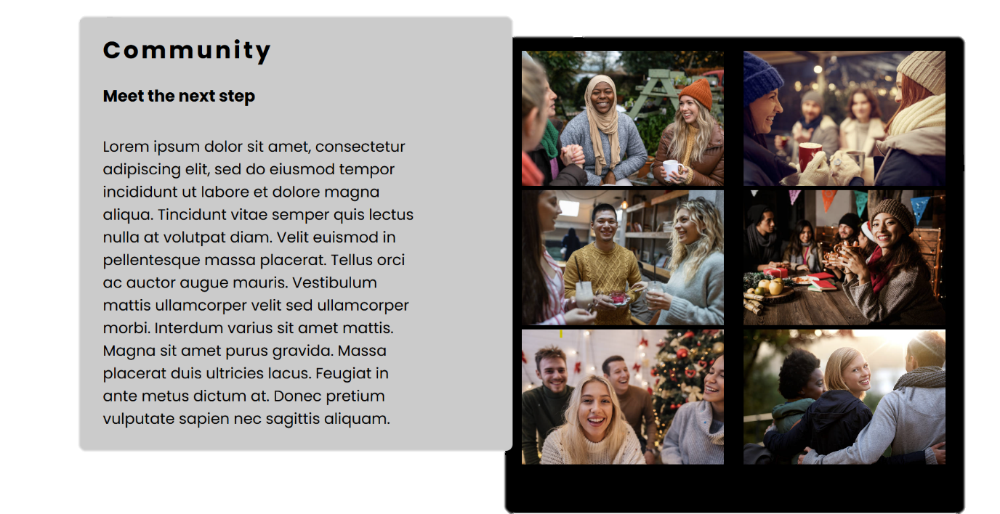 Community
Meet the next step
Lorem ipsum dolor sit amet, consectetur
adipiscing elit, sed do eiusmod tempor
incididunt ut labore et dolore magna
aliqua. Tincidunt vitae semper quis lectus
nulla at volutpat diam. Velit euismod in
pellentesque massa placerat. Tellus orci
ac auctor augue mauris. Vestibulum
mattis ullamcorper velit sed ullamcorper
morbi. Interdum varius sit amet mattis.
Magna sit amet purus gravida. Massa
placerat duis ultricies lacus. Feugiat in
ante metus dictum at. Donec pretium
vulputate sapien nec sagittis aliquam.